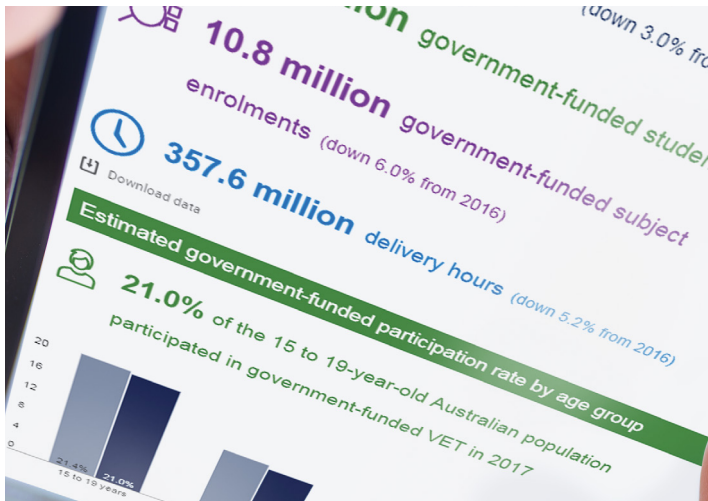 (down 3.0% fro
llion government-funded studen
10.8 million government-funded subject
enrolments (down 6.0% from 2016)
357.6 million delivery hours (down 5.2% from 2016)
Download data
Estimated government-funded participation rate by age group
21.0% of the 15 to 19-year-old Australian population
participated in government-funded VET in 2017
20
16
12
8
4
0
21.4%
21.0%
15 to 19 years